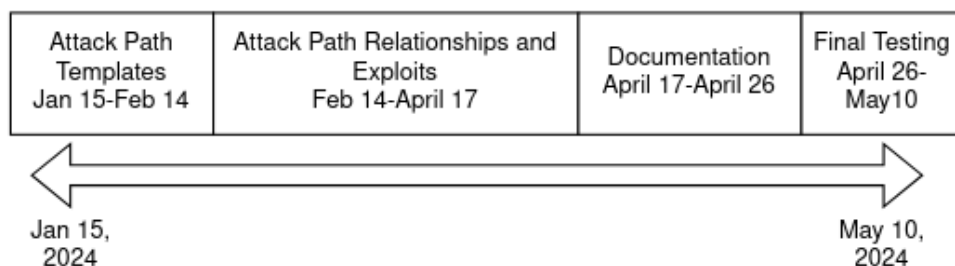 Attack Path
Templates
Jan 15-Feb 14
Attack Path Relationships and
Exploits
Feb 14-April 17
Documentation
April 17-April 26
Final Testing
April 26-
May10
Jan 15,
2024
May 10,
2024